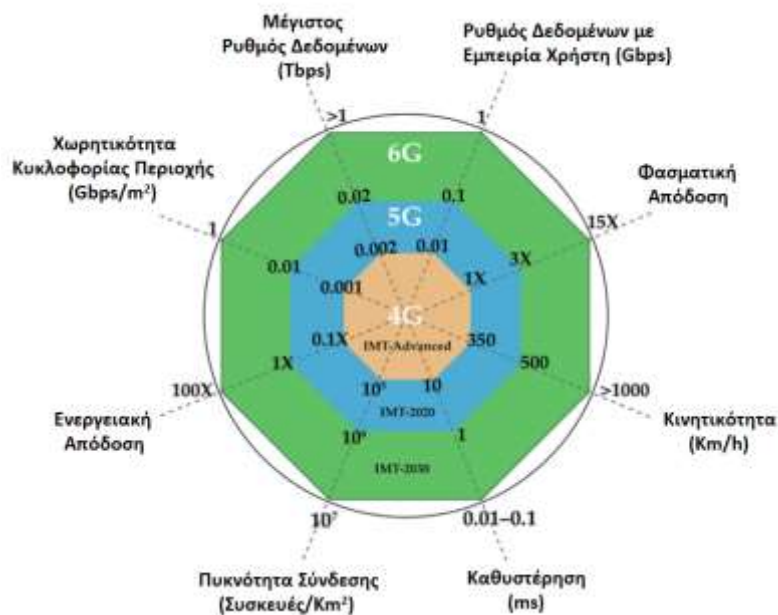 Μέγιστος
Ρυθμός Δεδομένων
(Tbps)
Ρυθμός Δεδομένων με
Εμπειρία Χρήστη (Gbps)
Χωρητικότητα
Κυκλοφορίας Περιοχής
(Gbps/m²)
Φασματική
Απόδοση
>1
1
6G
0.02
0.1
15X
1
5G
0.002
0.01
3X
0.01
0.001
1X
4G
0.1X
IMT-Advanced
350
1X
500
100X
10⁵
10
>1000
Ενεργειακή
Απόδοση
IMT-2020
Κινητικότητα
(Km/h)
10⁶
1
IMT-2030
10⁷
0.01–0.1
Πυκνότητα Σύνδεσης
(Συσκευές/Km²)
Καθυστέρηση
(ms)